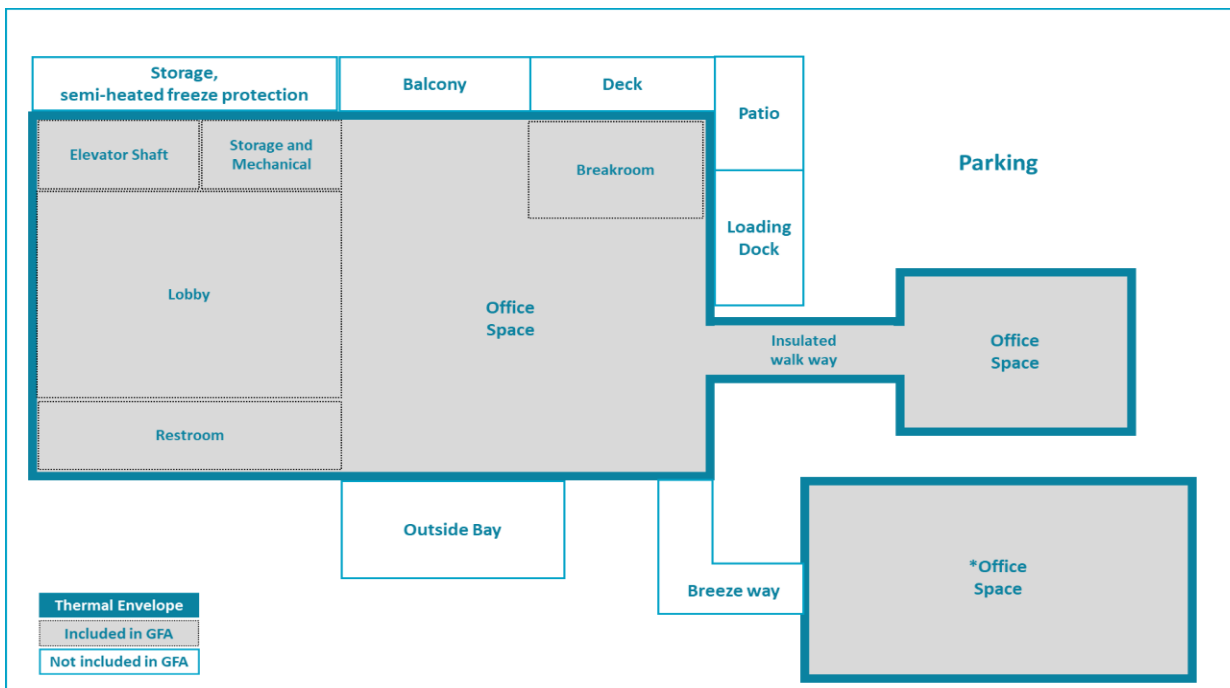 Storage,
semi-heated freeze protection
Balcony
Deck
Patio
Parking
Elevator Shaft
Storage and
Mechanical
Breakroom
Loading
Dock
Lobby
Office
Space
Insulated
walk way
Office
Space
Restroom
Outside Bay
Breeze way
*Office
Space
Thermal Envelope
Included in GFA
Not included in GFA